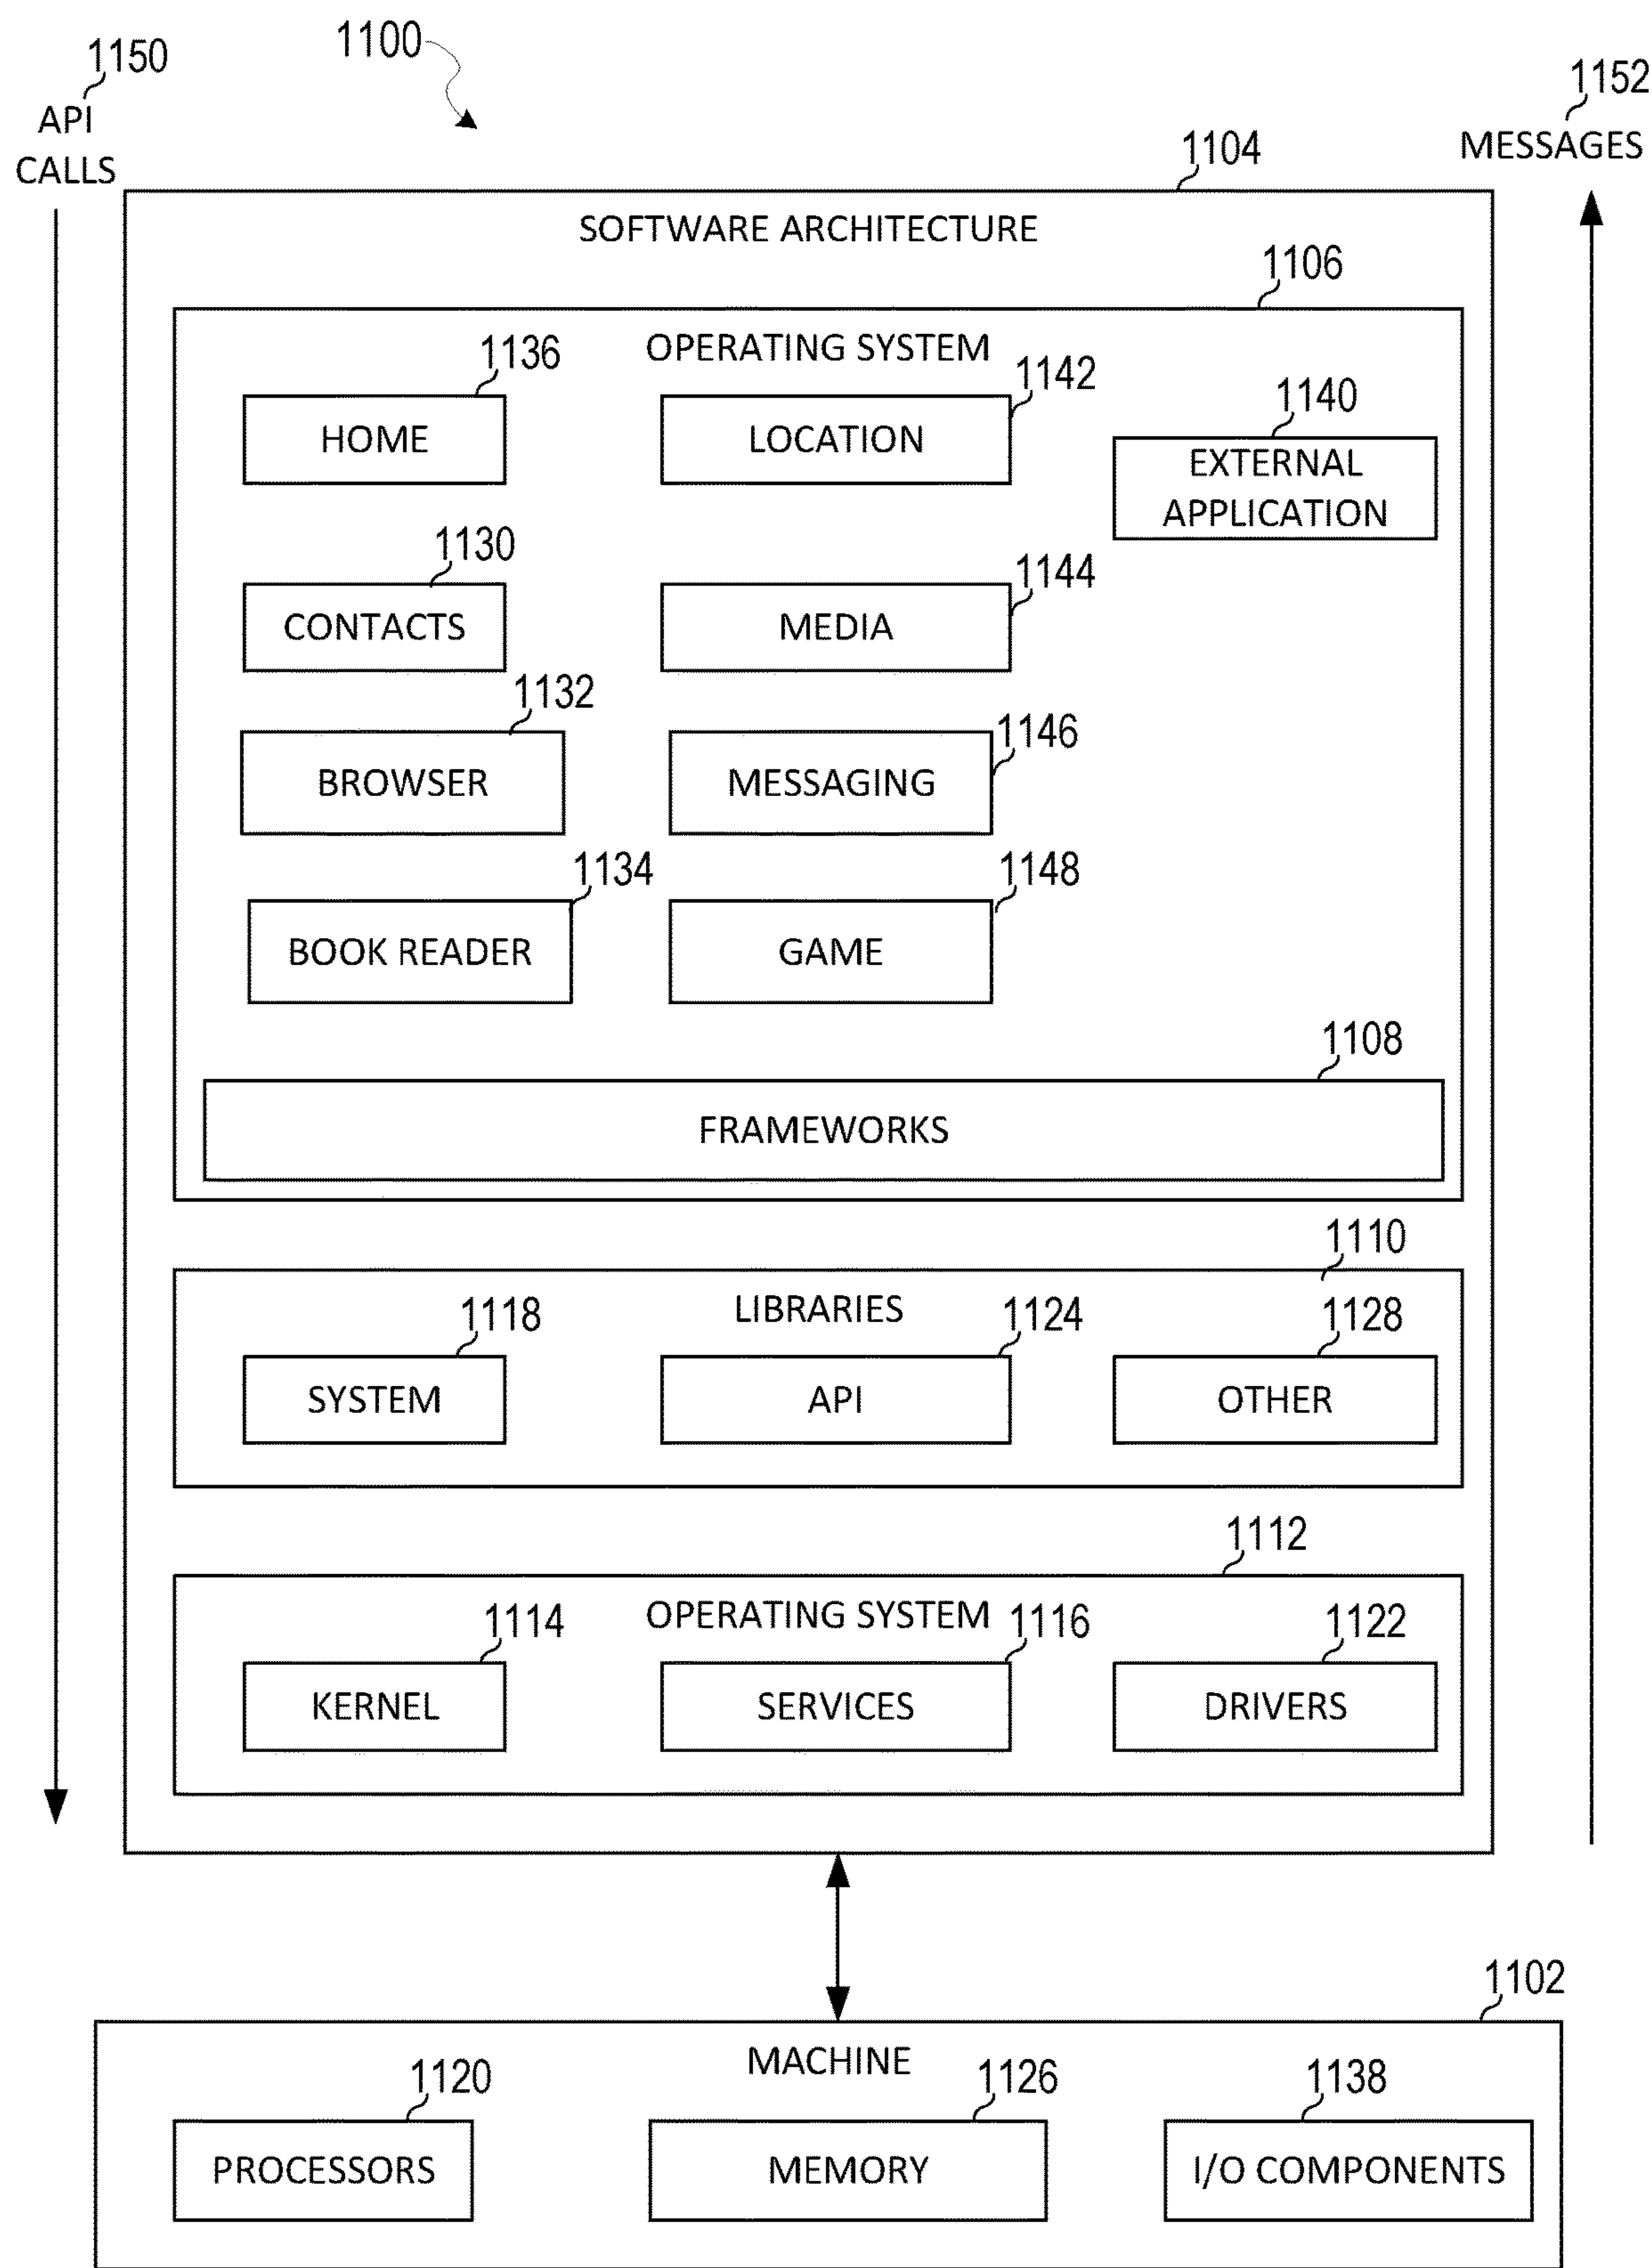 1100
1150
API
CALLS
1152
MESSAGES
1104
SOFTWARE ARCHITECTURE
1106
OPERATING SYSTEM
1136
HOME
1142
LOCATION
1140
EXTERNAL
APPLICATION
1130
CONTACTS
1144
MEDIA
1132
BROWSER
1146
MESSAGING
1134
BOOK READER
1148
GAME
1108
FRAMEWORKS
1110
LIBRARIES
1118
SYSTEM
1124
API
1128
OTHER
1112
OPERATING SYSTEM
1114
KERNEL
1116
SERVICES
1122
DRIVERS
1102
MACHINE
1120
PROCESSORS
1126
MEMORY
1138
I/O COMPONENTS